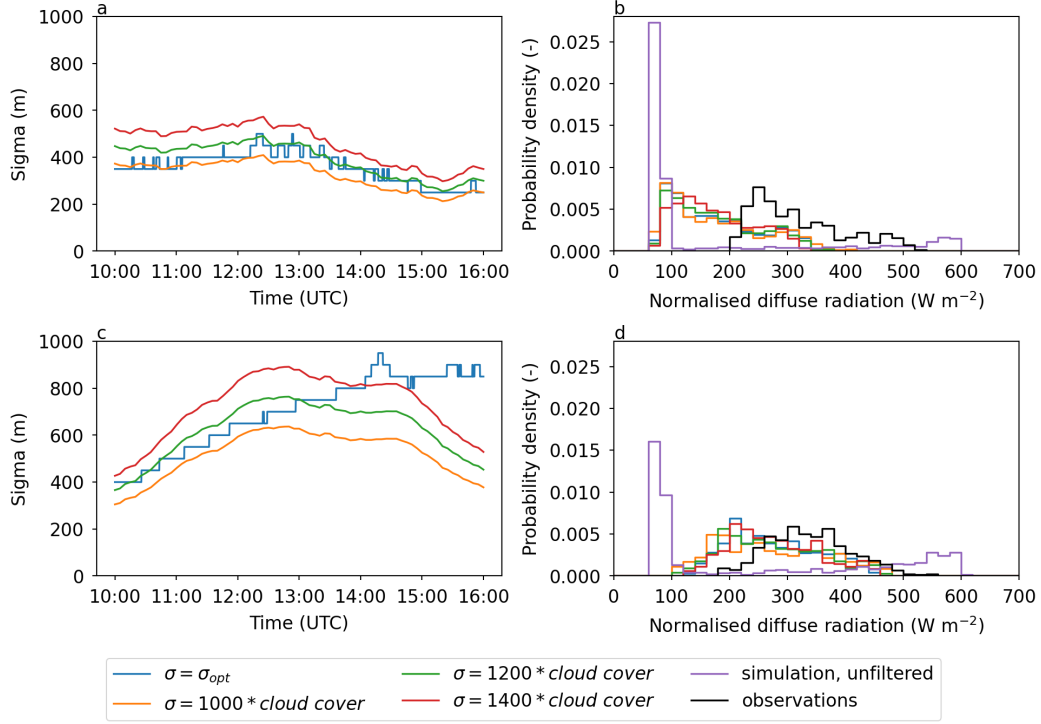 a
b
1000
800
600
400
200
0
Sigma (m)
10:00 11:00 12:00 13:00 14:00 15:00 16:00
Time (UTC)
0.025
0.020
0.015
0.010
0.005
0.000
Probability density (-)
0 100 200 300 400 500 600 700
Normalised diffuse radiation (W m⁻²)
c
d
1000
800
600
400
200
0
Sigma (m)
10:00 11:00 12:00 13:00 14:00 15:00 16:00
Time (UTC)
0.025
0.020
0.015
0.010
0.005
0.000
Probability density (-)
0 100 200 300 400 500 600 700
Normalised diffuse radiation (W m⁻²)
σ = σ_opt
σ = 1000 * cloud cover
σ = 1200 * cloud cover
σ = 1400 * cloud cover
simulation, unfiltered
observations